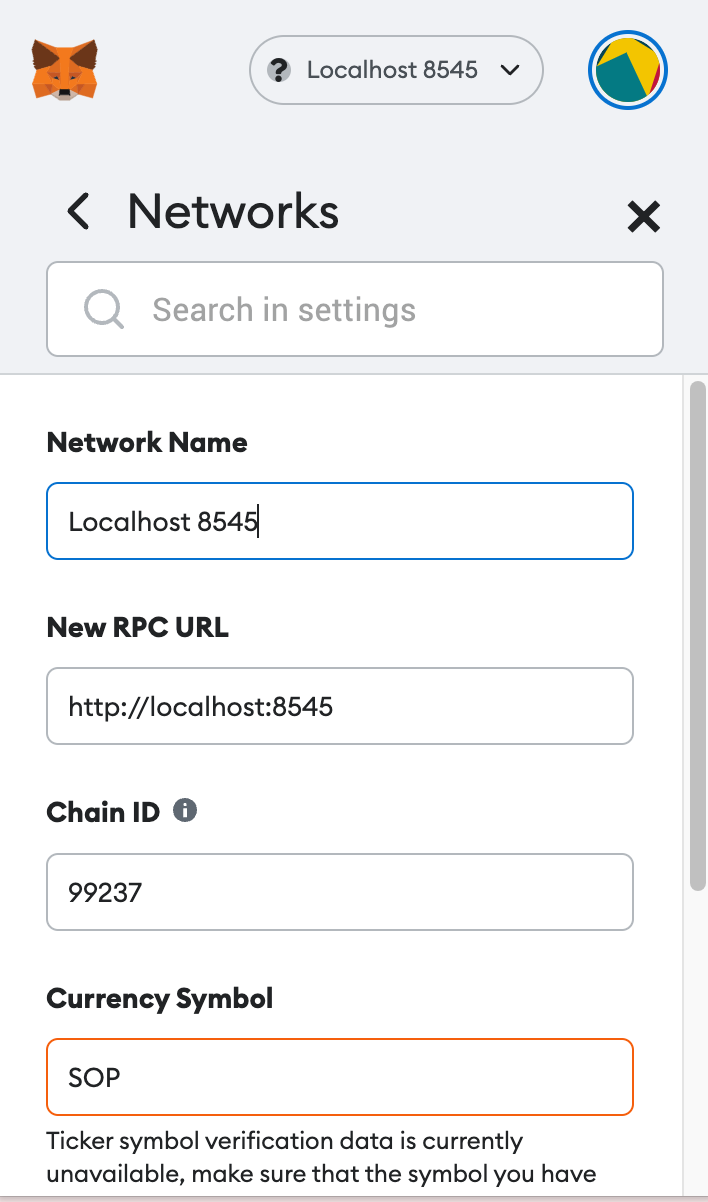 Localhost 8545
Networks
Search in settings
Network Name
Localhost 8545
New RPC URL
http://localhost:8545
Chain ID
99237
Currency Symbol
SOP
Ticker symbol verification data is currently
unavailable, make sure that the symbol you have